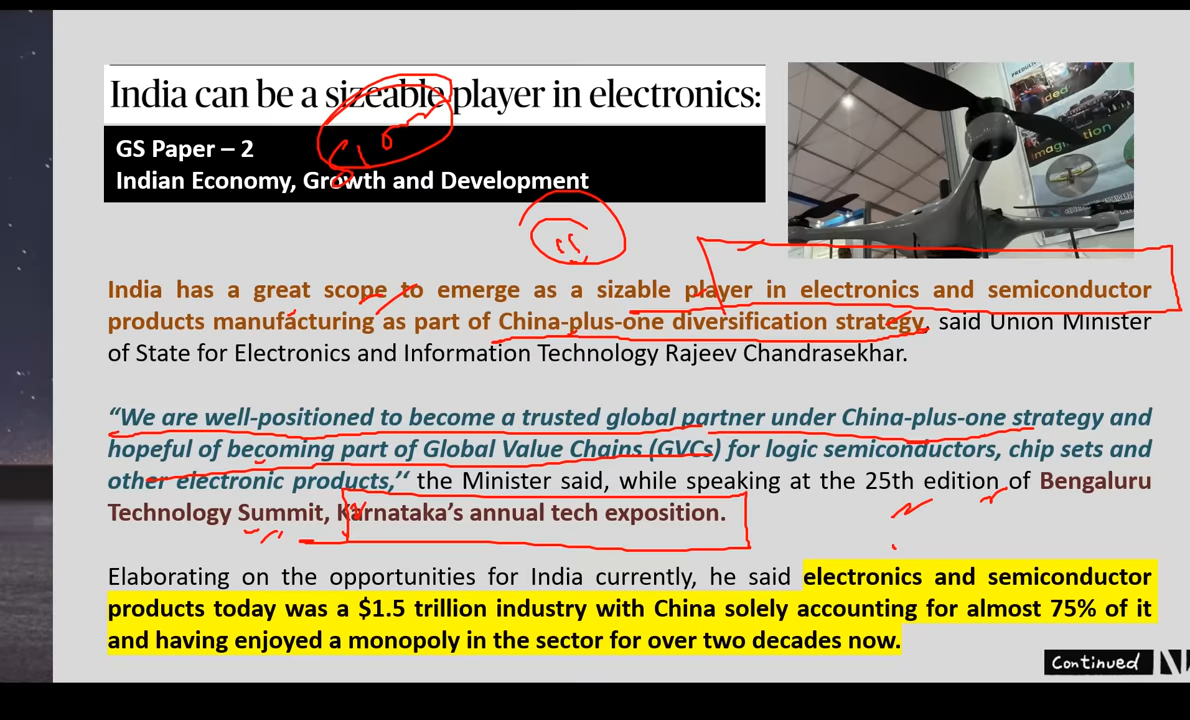 India can be a sizeable player in electronics:
GS Paper – 2
Indian Economy, Growth and Development
India has a great scope to emerge as a sizable player in electronics and semiconductor
products manufacturing as part of China-plus-one diversification strategy, said Union Minister
of State for Electronics and Information Technology Rajeev Chandrasekhar.
“We are well-positioned to become a trusted global partner under China-plus-one strategy and
hopeful of becoming part of Global Value Chains (GVCs) for logic semiconductors, chip sets and
other electronic products,’’ the Minister said, while speaking at the 25th edition of Bengaluru
Technology Summit, Karnataka’s annual tech exposition.
Elaborating on the opportunities for India currently, he said electronics and semiconductor
products today was a $1.5 trillion industry with China solely accounting for almost 75% of it
and having enjoyed a monopoly in the sector for over two decades now.
Continued